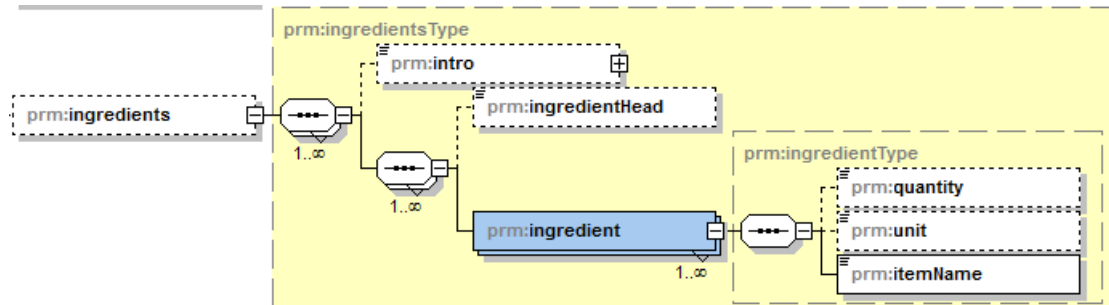 prm:ingredientsType
prm:intro
prm:ingredientHead
prm:ingredients
1..∞
prm:ingredientType
1..∞
prm:quantity
prm:ingredient
prm:unit
1..∞
prm:itemName